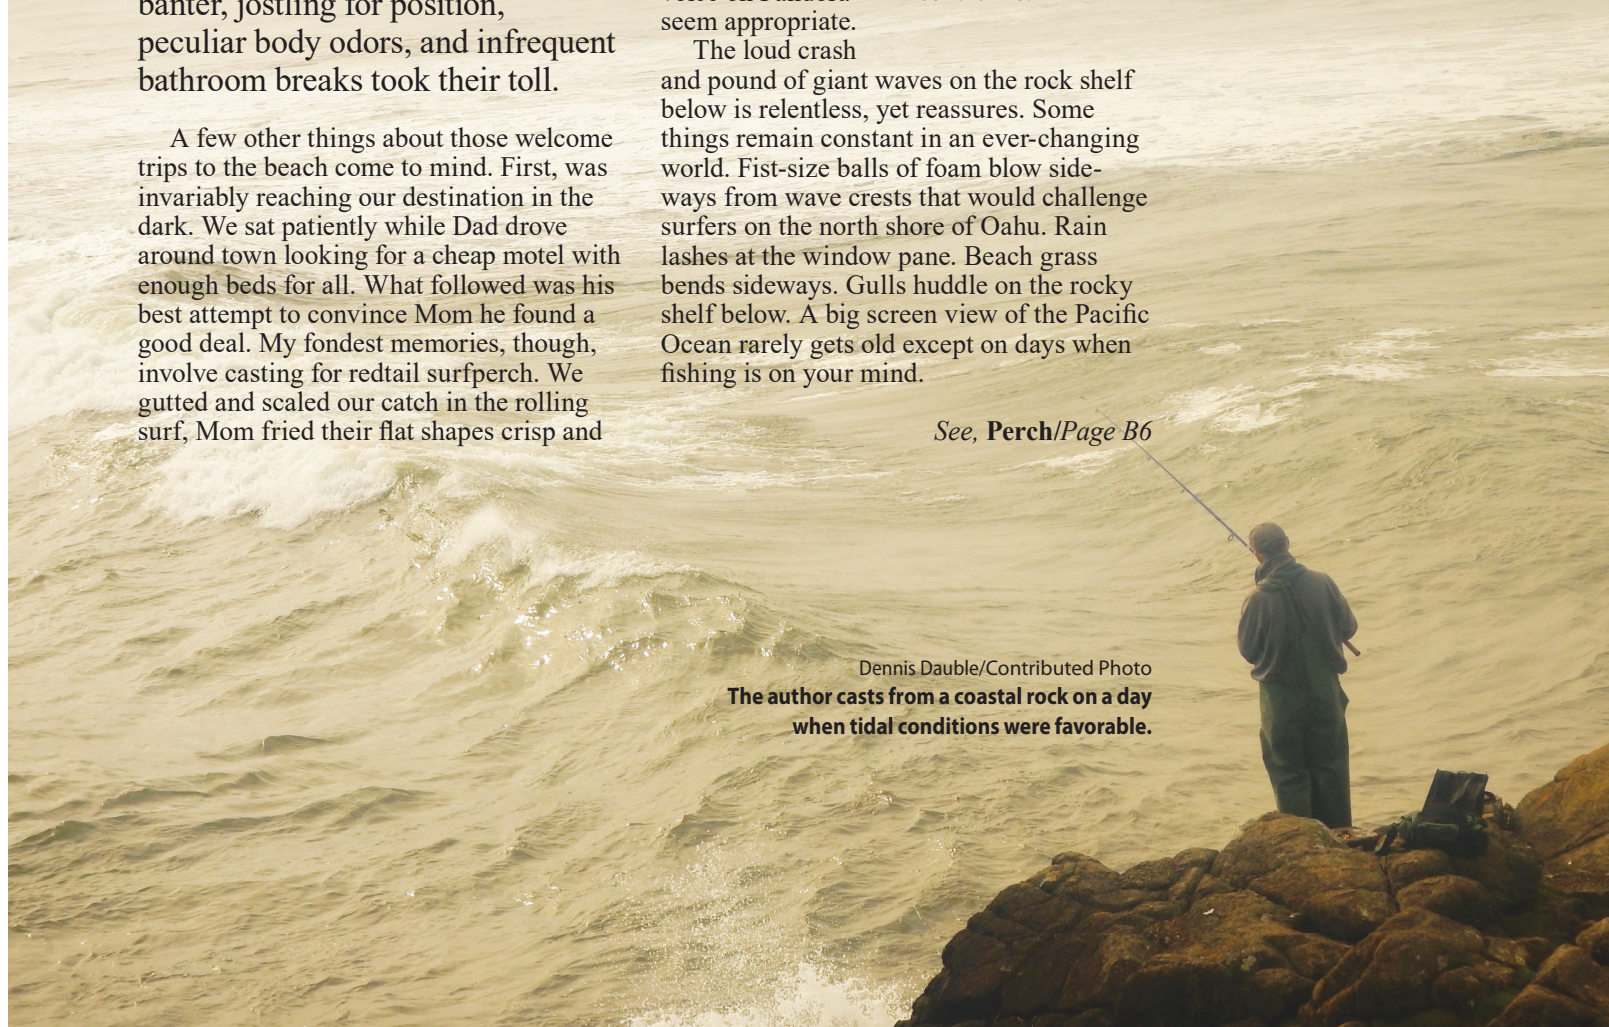 banter, jostling for position,
peculiar body odors, and infrequent
bathroom breaks took their toll.
A few other things about those welcome
trips to the beach come to mind. First, was
invariably reaching our destination in the
dark. We sat patiently while Dad drove
around town looking for a cheap motel with
enough beds for all. What followed was his
best attempt to convince Mom he found a
good deal. My fondest memories, though,
involve casting for redtail surfperch. We
gutted and scaled our catch in the rolling
surf, Mom fried their flat shapes crisp and
seem appropriate.
The loud crash
and pound of giant waves on the rock shelf
below is relentless, yet reassures. Some
things remain constant in an ever-changing
world. Fist-size balls of foam blow side-
ways from wave crests that would challenge
surfers on the north shore of Oahu. Rain
lashes at the window pane. Beach grass
bends sideways. Gulls huddle on the rocky
shelf below. A big screen view of the Pacific
Ocean rarely gets old except on days when
fishing is on your mind.
See, Perch/Page B6
Dennis Dauble/Contributed Photo
The author casts from a coastal rock on a day
when tidal conditions were favorable.